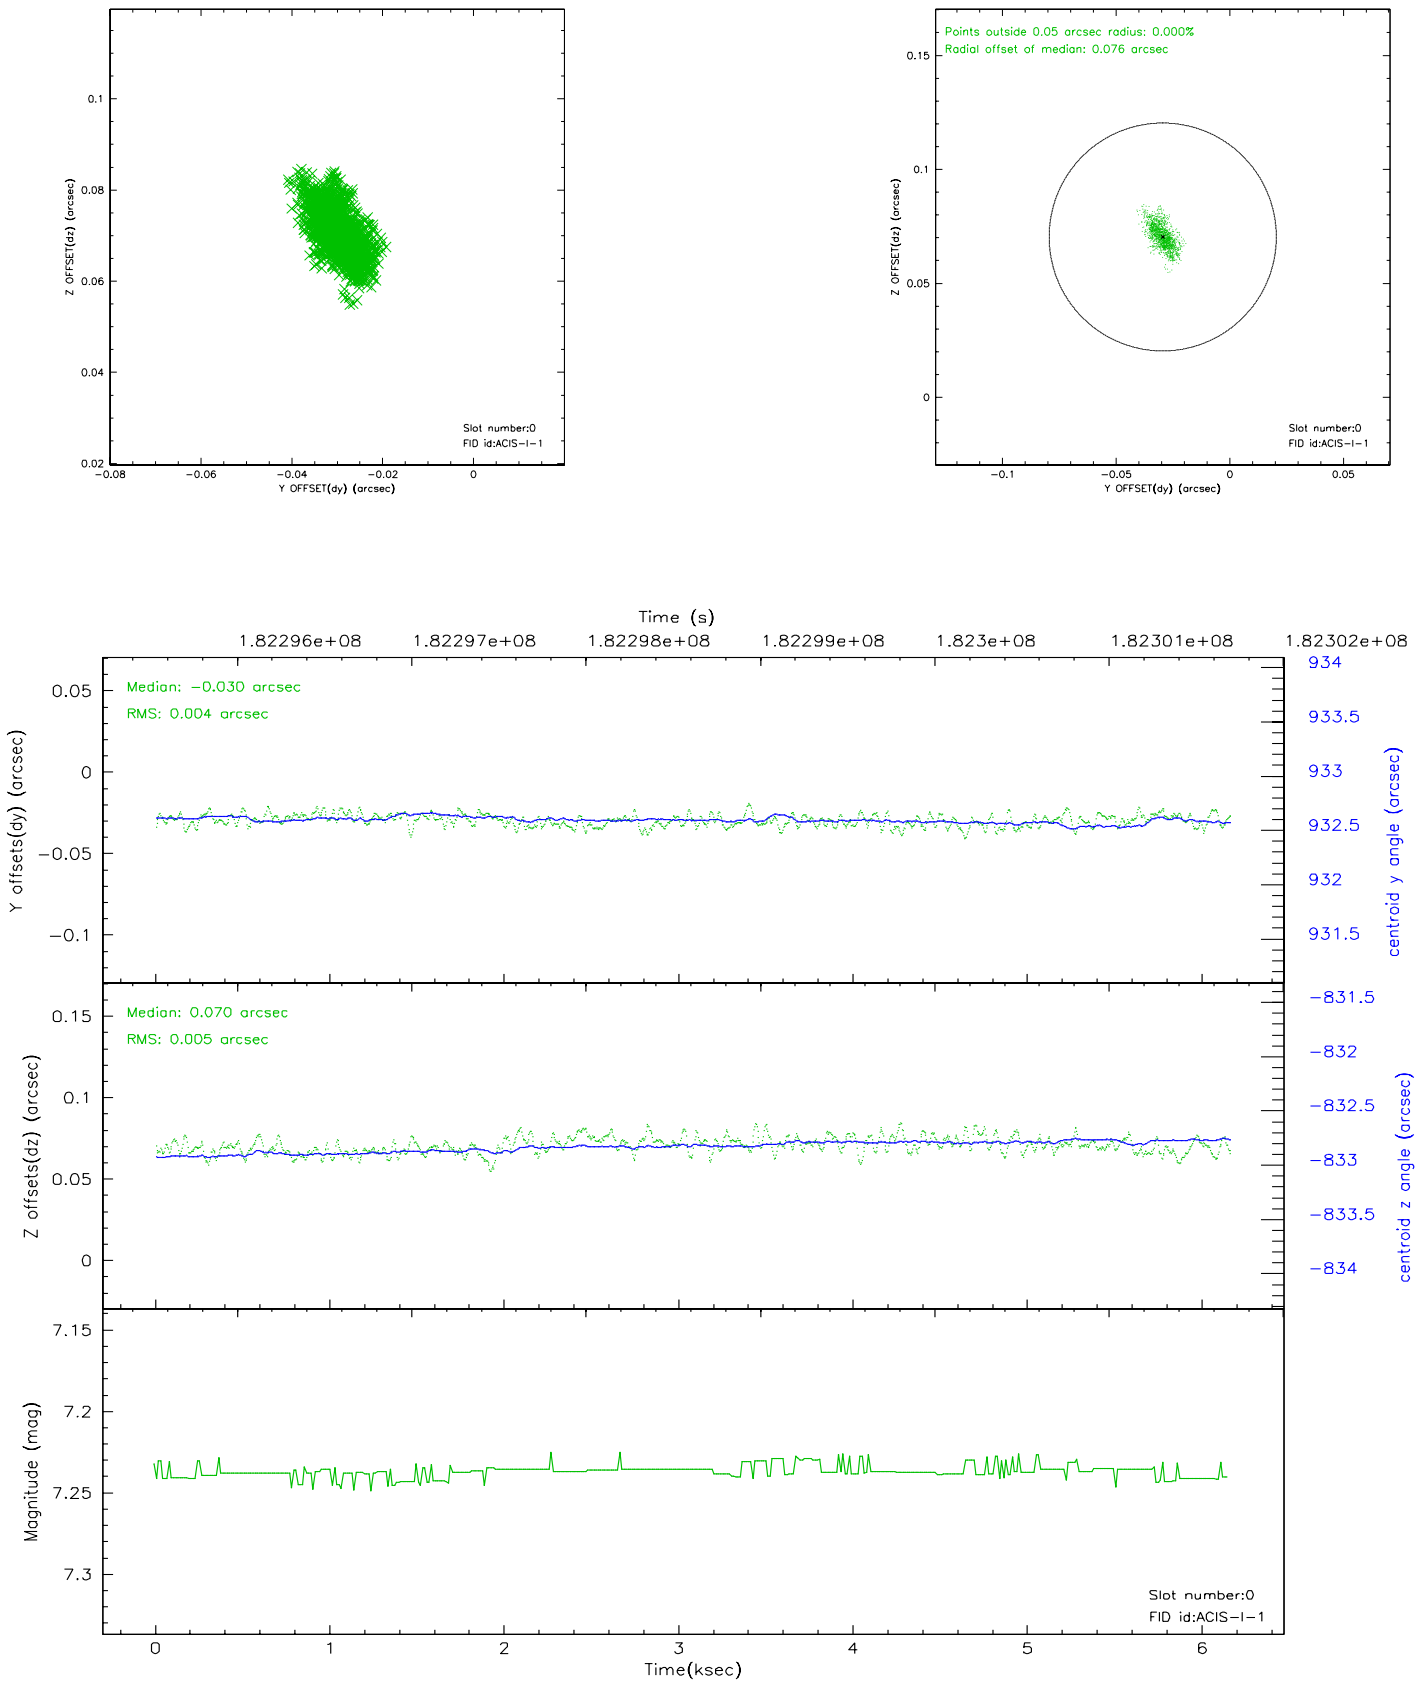 0.1
0.08
0.06
0.04
0.02
-0.08
-0.06
-0.04
-0.02
0
Z OFFSET(dz) (arcsec)
Y OFFSET(dy) (arcsec)
Slot number:0
FID id:ACIS-I-1
Points outside 0.05 arcsec radius: 0.000%
Radial offset of median: 0.076 arcsec
0.15
0.1
0.05
0
-0.1
-0.05
0
0.05
Z OFFSET(dz) (arcsec)
Y OFFSET(dy) (arcsec)
Slot number:0
FID id:ACIS-I-1
Time (s)
1.82296e+08
1.82297e+08
1.82298e+08
1.82299e+08
1.823e+08
1.82301e+08
1.82302e+08
Median: -0.030 arcsec
RMS: 0.004 arcsec
0.05
0
-0.05
-0.1
Y offsets(dy) (arcsec)
934
933.5
933
932.5
932
931.5
centroid y angle (arcsec)
Median: 0.070 arcsec
RMS: 0.005 arcsec
0.15
0.1
0.05
0
Z offsets(dz) (arcsec)
-831.5
-832
-832.5
-833
-833.5
-834
centroid z angle (arcsec)
7.15
7.2
7.25
7.3
Magnitude (mag)
Slot number:0
FID id:ACIS-I-1
0
1
2
3
4
5
6
Time(ksec)